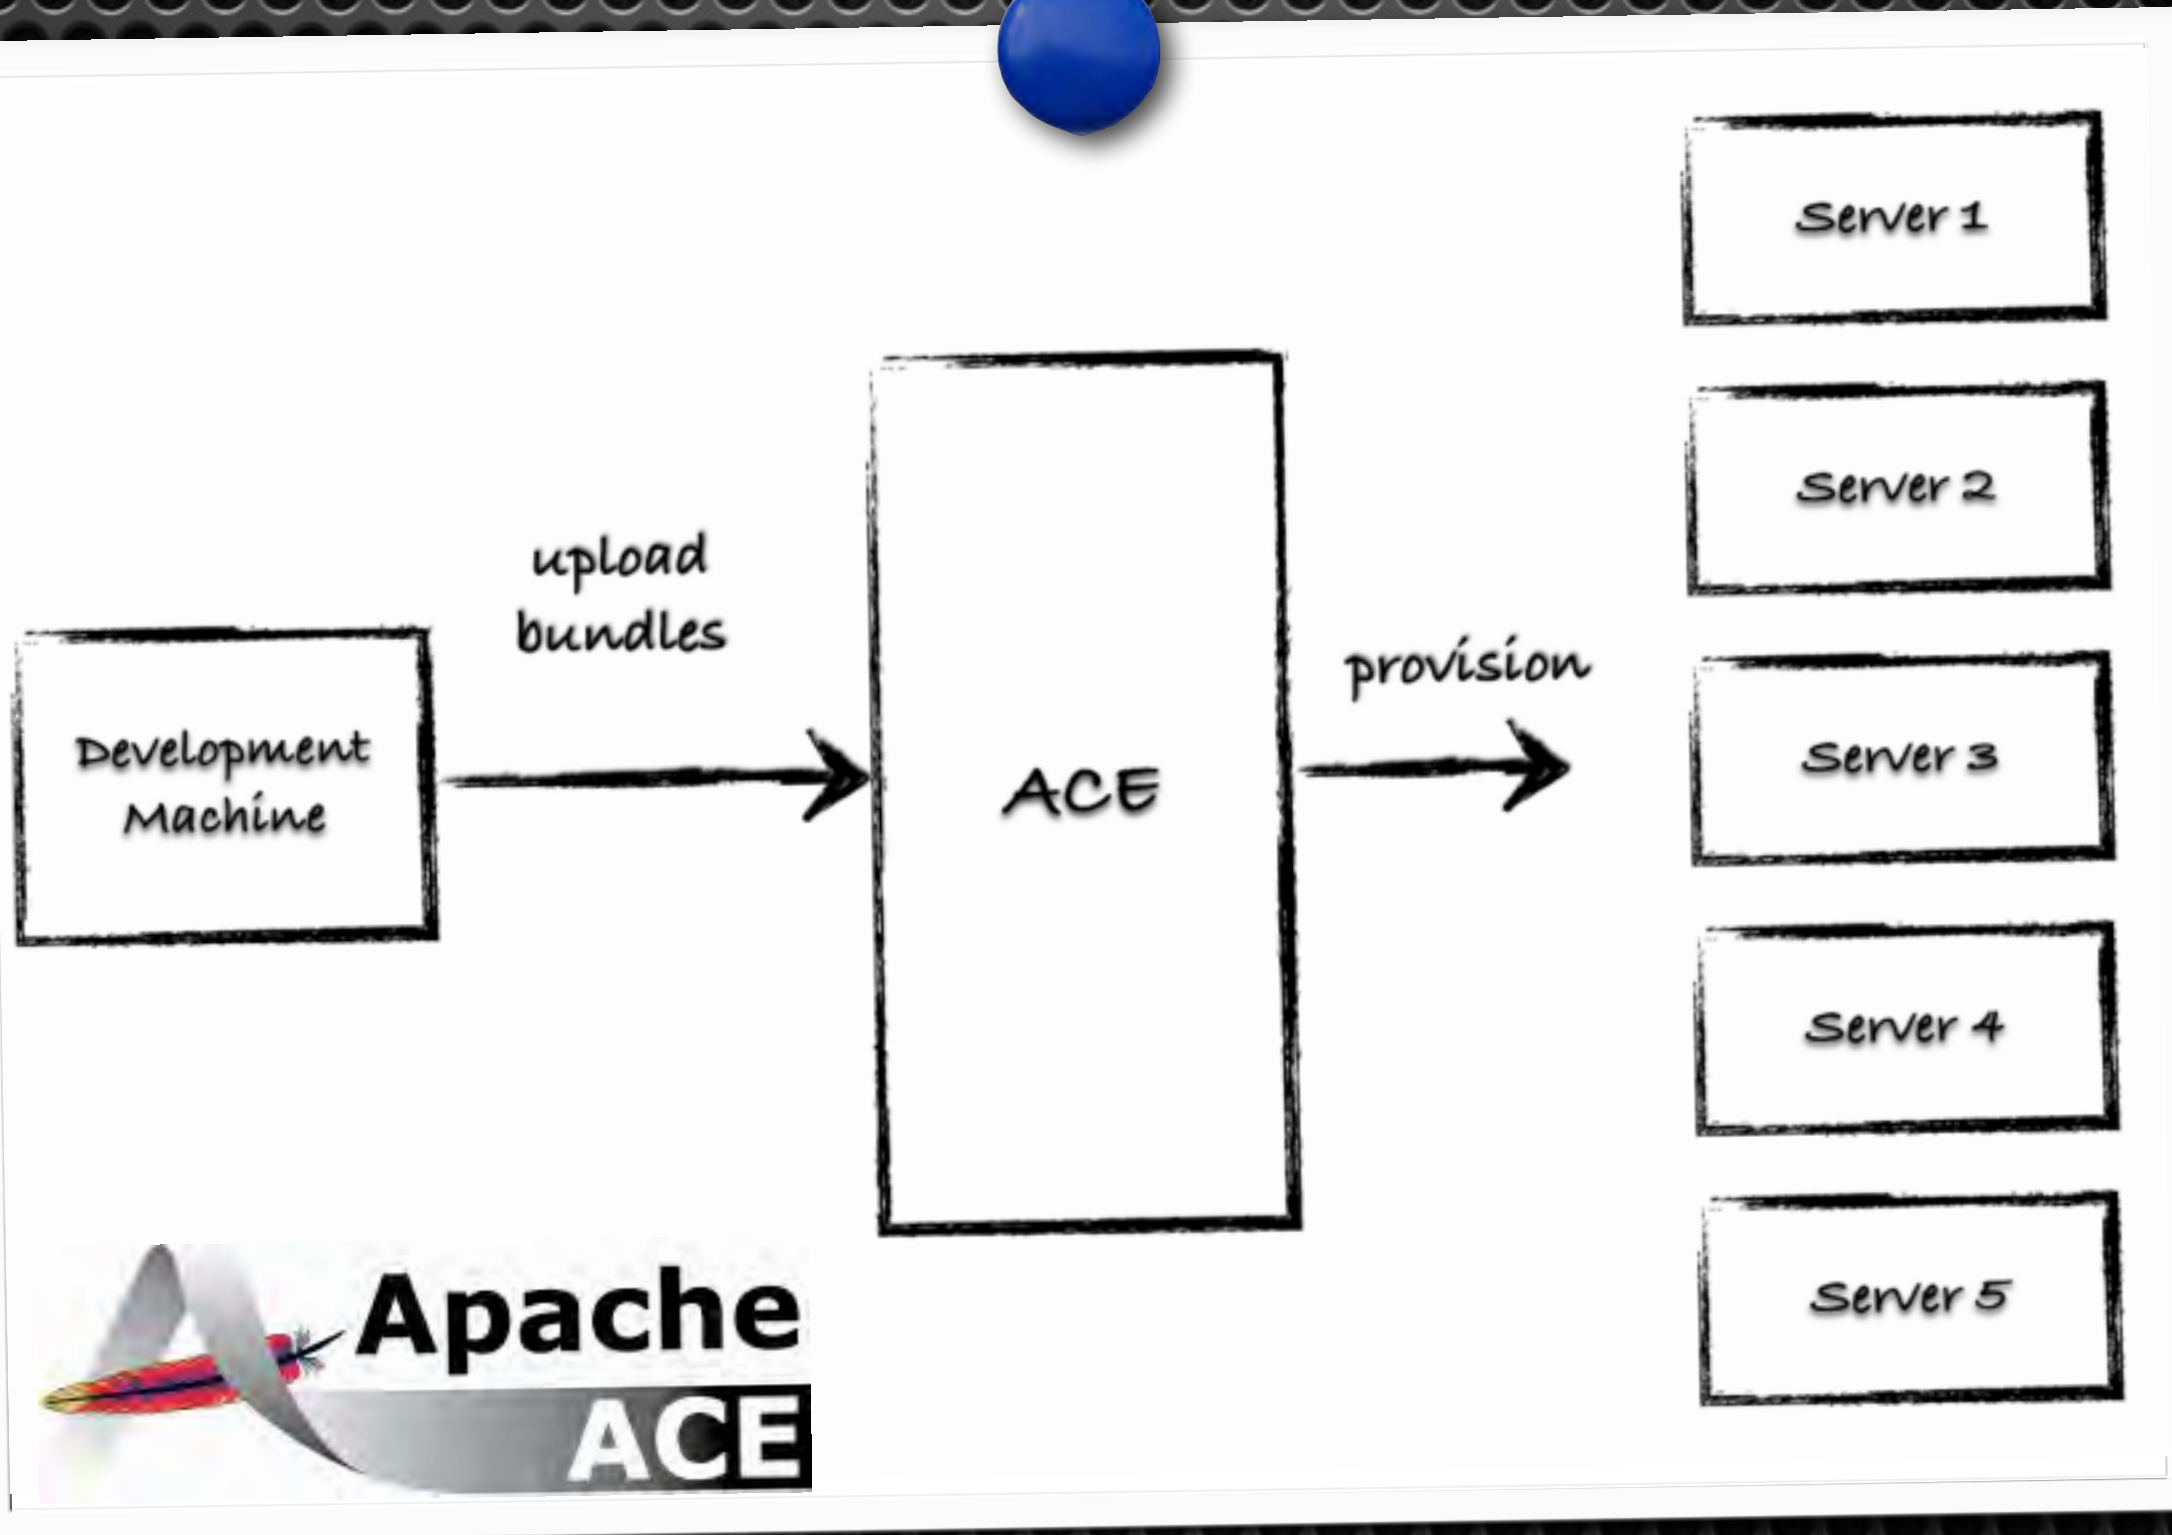 Development
Machine
upload
bundles
ACE
provision
Server 1
Server 2
Server 3
Server 4
Server 5
Apache
ACE